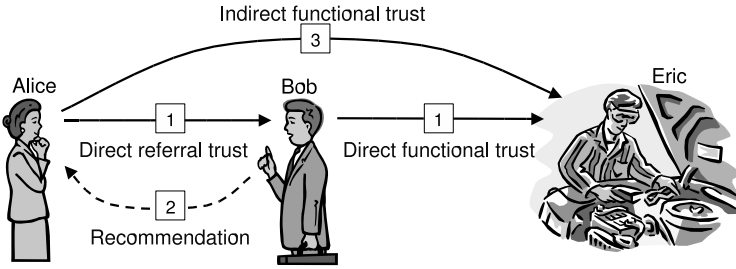 Indirect functional trust
3
Alice
Bob
Eric
1
1
Direct referral trust
Direct functional trust
2
Recommendation